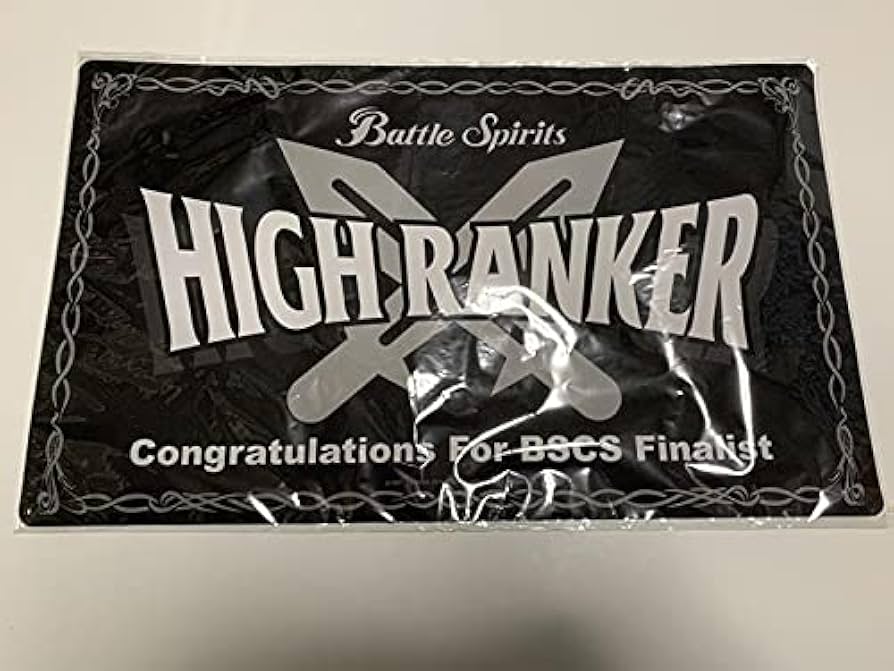 Battle Spirits
HIGH RANKER
Congratulations For BSCS Finalist